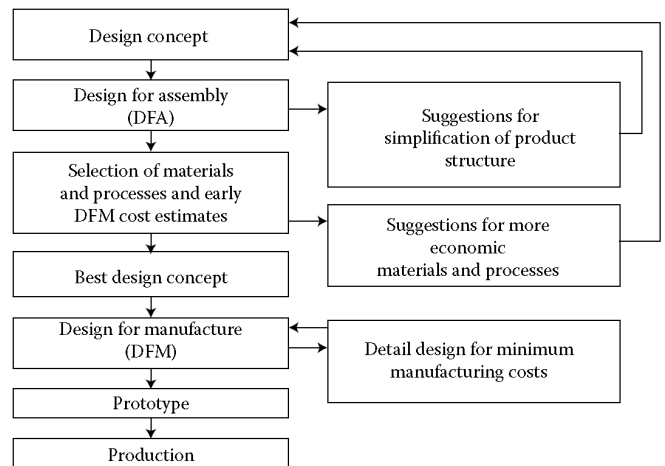 Design concept
Design for assembly
(DFA)
Suggestions for
simplification of product
structure
Selection of materials
and processes and early
DFM cost estimates
Suggestions for more
economic
materials and processes
Best design concept
Design for manufacture
(DFM)
Detail design for minimum
manufacturing costs
Prototype
Production